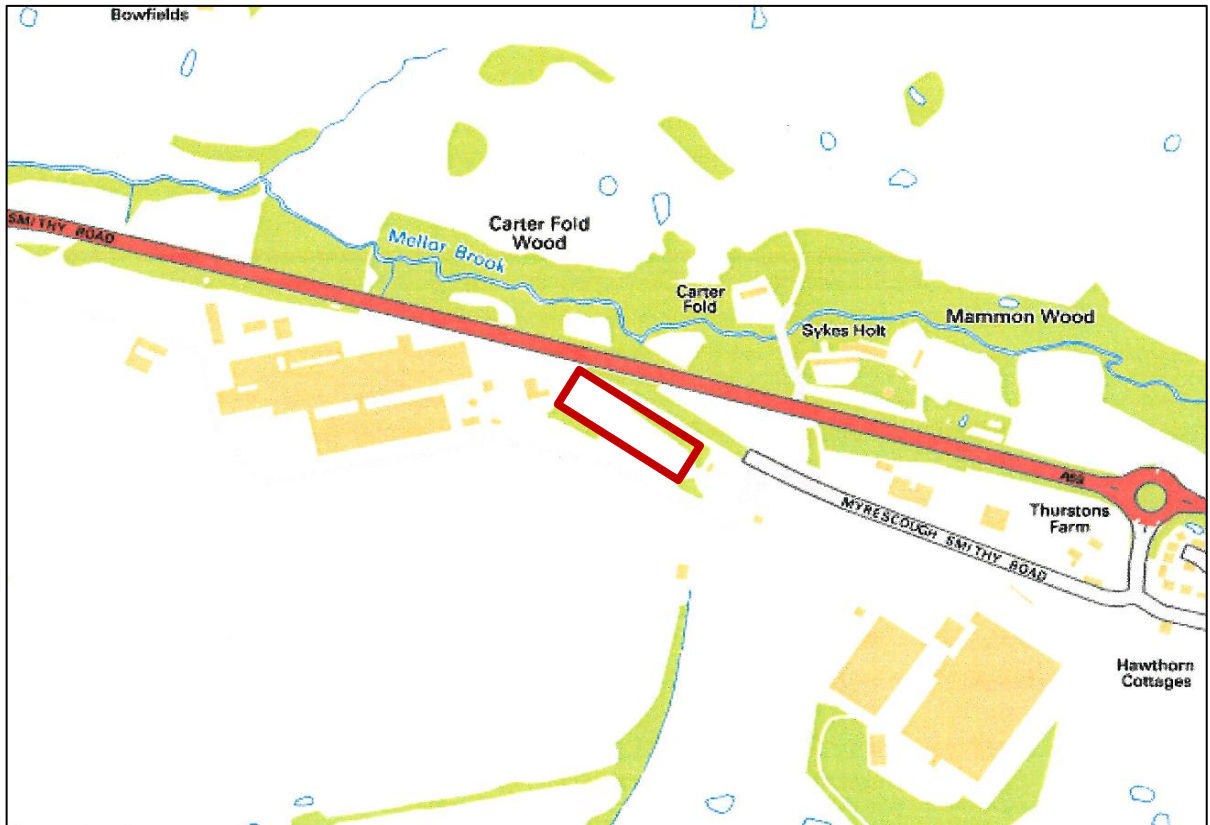 Bowfields
SMITHY ROAD
Carter Fold
Wood
Mellor Brook
Carter
Fold
Sykes Holt
Mammon Wood
A59
Thurstons
Farm
MYRESCOUGH SMITHY ROAD
Hawthorn
Cottages